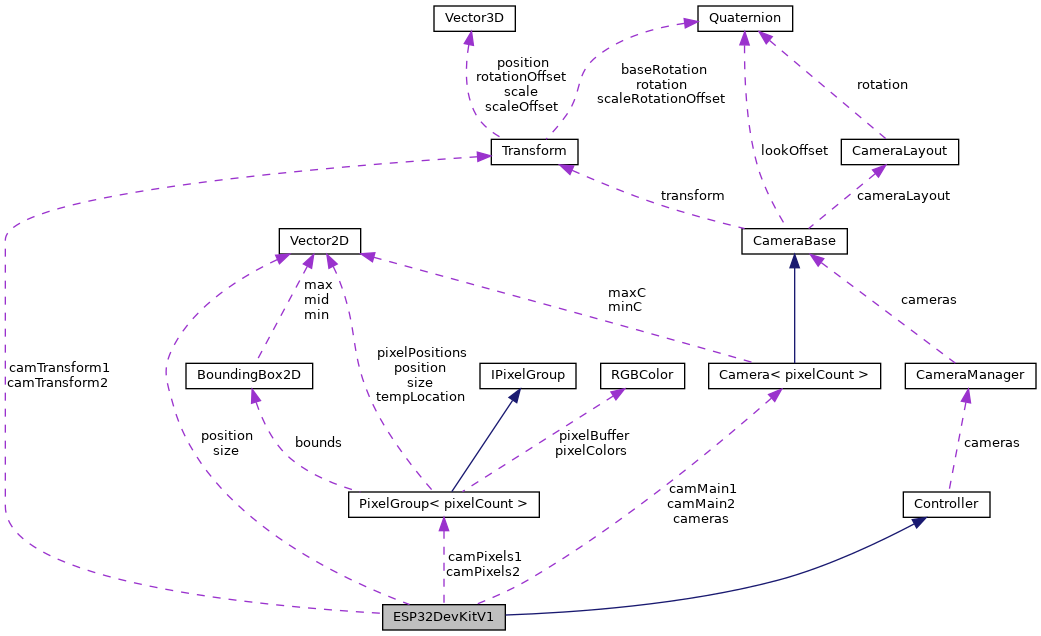 Vector3D
Quaternion
position
rotationOffset
scale
scaleOffset
baseRotation
rotation
scaleRotationOffset
rotation
Transform
lookOffset
CameraLayout
transform
cameraLayout
Vector2D
CameraBase
max
mid
min
maxC
minC
cameras
camTransform1
camTransform2
BoundingBox2D
pixelPositions
position
size
tempLocation
IPixelGroup
RGBColor
Camera< pixelCount >
CameraManager
position
size
bounds
pixelBuffer
pixelColors
cameras
camMain1
camMain2
cameras
PixelGroup< pixelCount >
Controller
camPixels1
camPixels2
ESP32DevKitV1